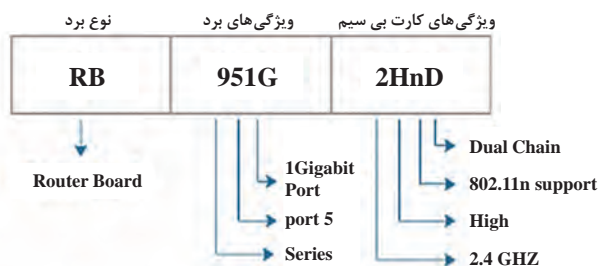 نوع برد
ویژگی‌های برد
ویژگی‌های کارت بی سیم
RB
951G
2HnD
Router Board
1Gigabit
Port
port 5
Series
Dual Chain
802.11n support
High
2.4 GHZ